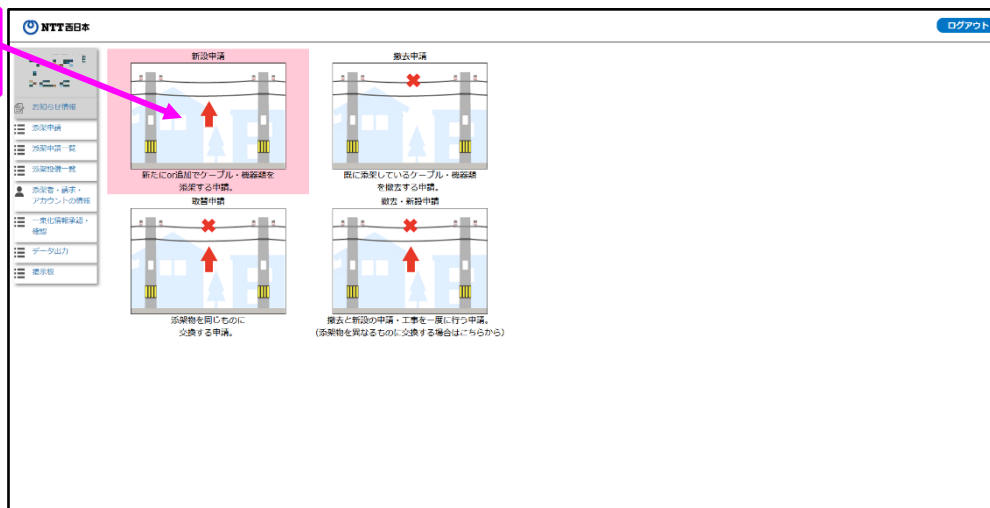 NTT西日本
ログアウト
お知らせ情報
添架申請
添架申請一覧
添架設備一覧
添架者・請求・
アカウントの情報
一束化情報承認・
確認
データ出力
掲示板
新設申請
新たにor追加でケーブル・機器類を
添架する申請。
撤去申請
既に添架しているケーブル・機器類
を撤去する申請。
取替申請
添架物を同じものに
交換する申請。
撤去・新設申請
撤去と新設の申請・工事を一度に行う申請。
(添架物を異なるものに交換する場合はこちらから)